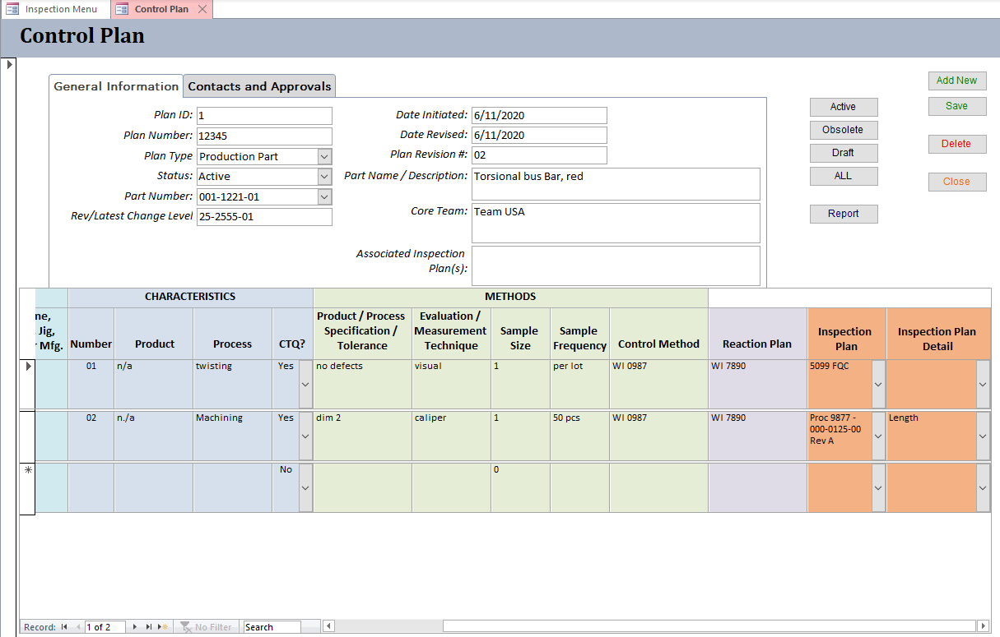 Inspection Menu
Control Plan
Control Plan
General Information
Contacts and Approvals
Add New
Save
Delete
Close
Active
Obsolete
Draft
ALL
Report
Plan ID: 1
Plan Number: 12345
Plan Type Production Part
Status: Active
Part Number: 001-1221-01
Rev/Latest Change Level 25-2555-01
Date Initiated: 6/11/2020
Date Revised: 6/11/2020
Plan Revision #: 02
Part Name / Description: Torsional bus Bar, red
Core Team: Team USA
Associated Inspection
Plan(s):
CHARACTERISTICS METHODS
ne,
Jig,
Mfg.
Number
Product
Process
CTQ?
Product / Process
Specification /
Tolerance
Evaluation /
Measurement
Technique
Sample
Size
Sample
Frequency
Control Method
Reaction Plan
Inspection
Plan
Inspection Plan
Detail
01 n/a twisting Yes no defects visual 1 per lot WI 0987 WI 7890 5099 FQC
02 n./a Machining Yes dim 2 caliper 1 50 pcs WI 0987 WI 7890 Proc 9877 - Length
000-0125-00
Rev A
No 0
Record: 1 of 2 No Filter Search